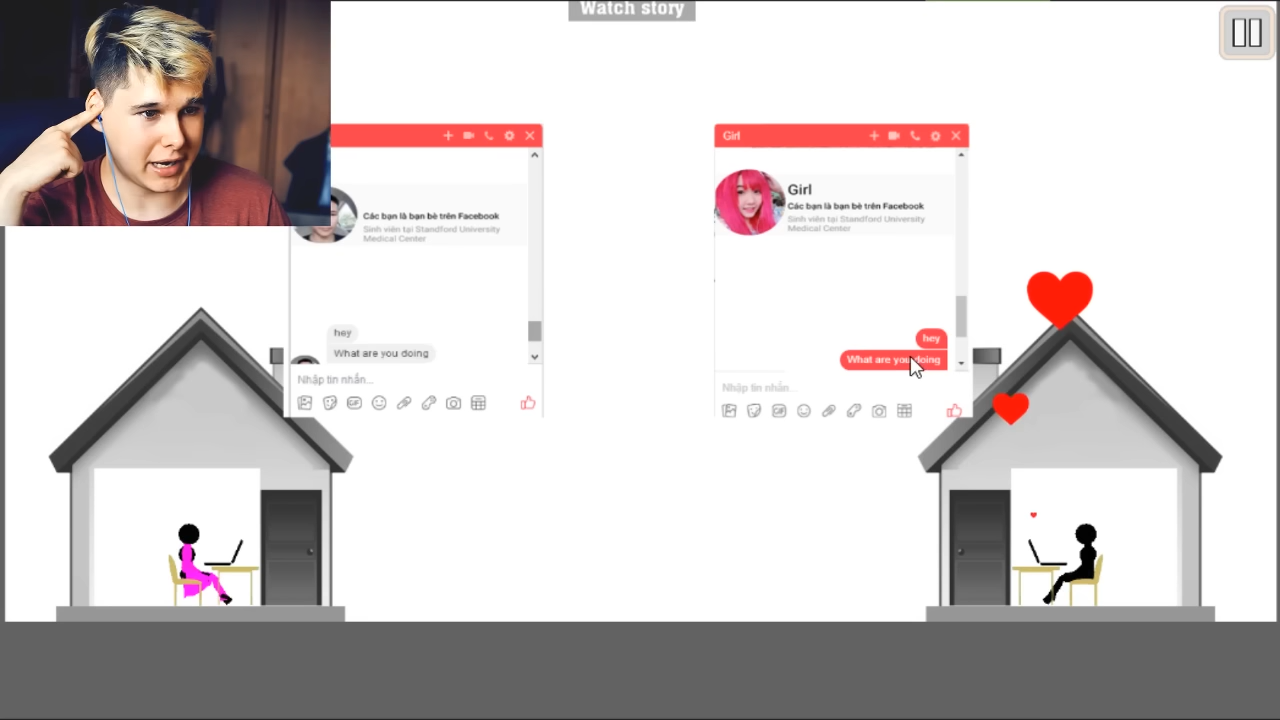 Watch story
Các bạn là bạn bè trên Facebook
Sinh viên tại Standford University
Medical Center
hey
What are you doing
Nhập tin nhắn...
GIF
Girl
Girl
Các bạn là bạn bè trên Facebook
Sinh viên tại Standford University
Medical Center
hey
What are you doing
Nhập tin nhắn...
GIF